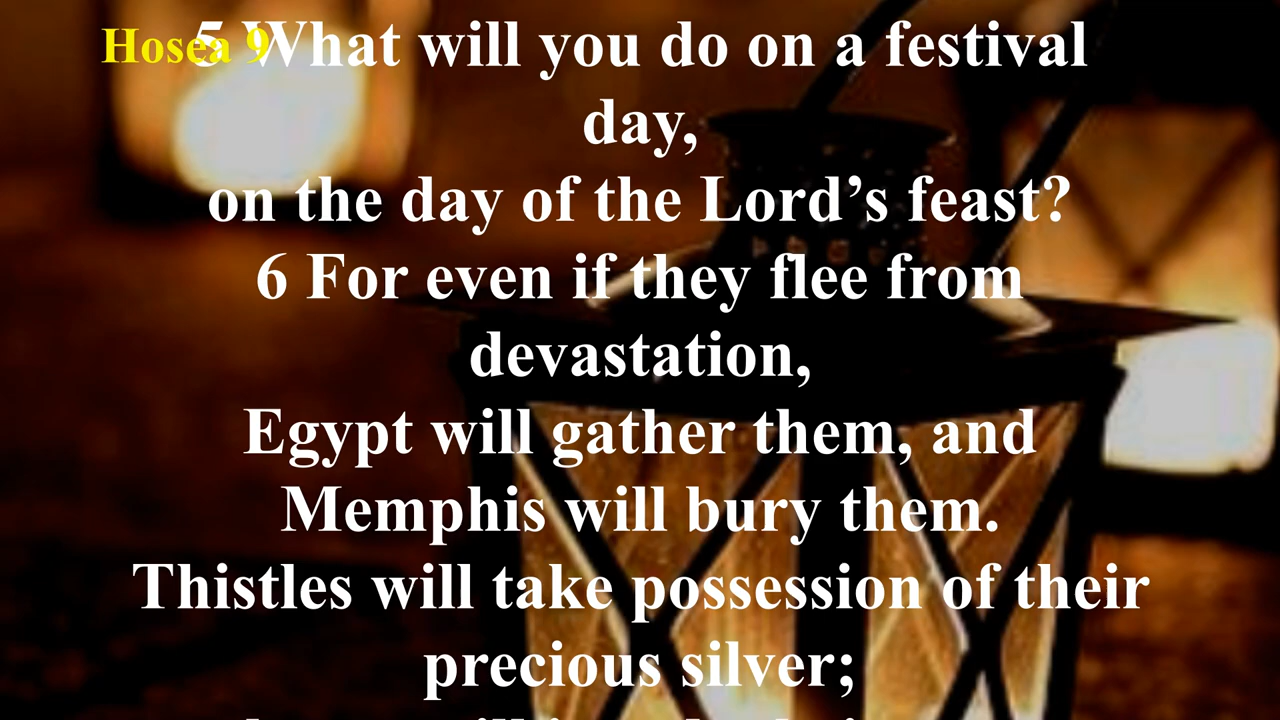 Hosea 9
5 What will you do on a festival
day,
on the day of the Lord’s feast?
6 For even if they flee from
devastation,
Egypt will gather them, and
Memphis will bury them.
Thistles will take possession of their
precious silver;